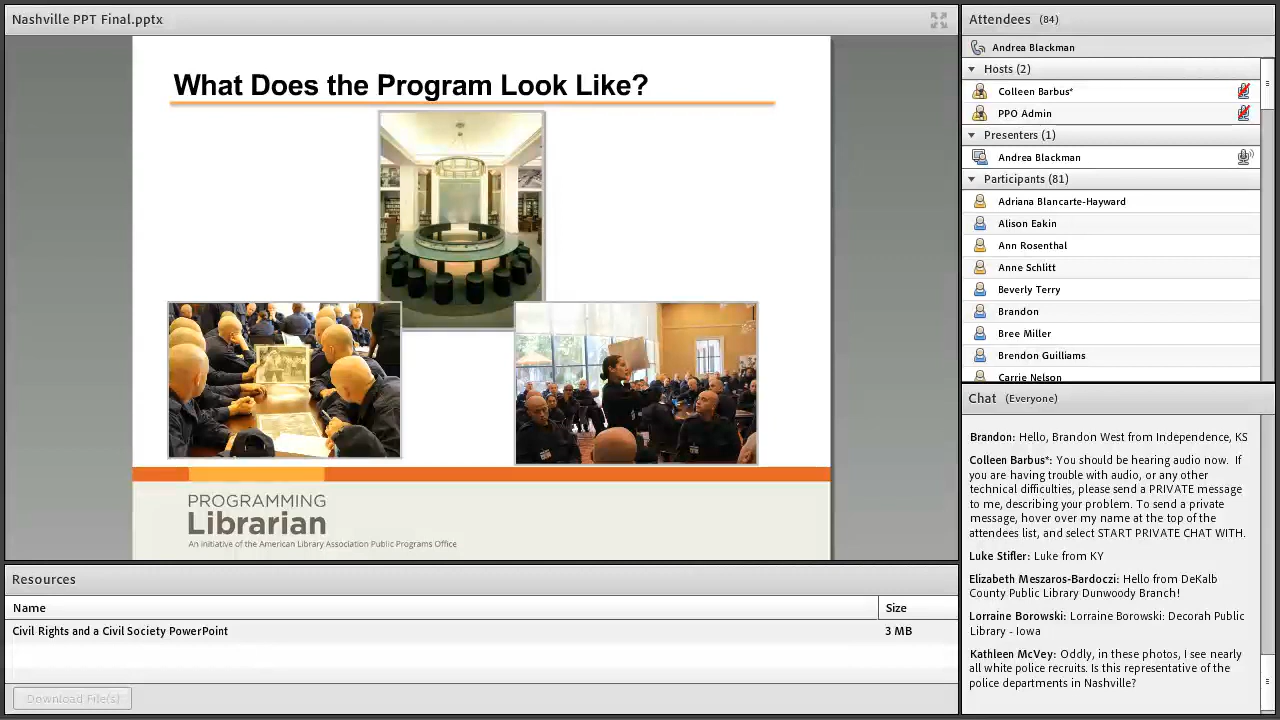 Nashville PPT Final.pptx
What Does the Program Look Like?
PROGRAMMING
Librarian
An initiative of the American Library Association Public Programs Office
Resources
Name Size
Civil Rights and a Civil Society PowerPoint 3 MB
Download File(s)
Attendees (84)
Andrea Blackman
Hosts (2)
Colleen Barbus*
PPO Admin
Presenters (1)
Andrea Blackman
Participants (81)
Adriana Blancarte-Hayward
Alison Eakin
Ann Rosenthal
Anne Schlitt
Beverly Terry
Brandon
Bree Miller
Brendon Guilliams
Carrie Nelson
Chat (Everyone)
Brandon: Hello, Brandon West from Independence, KS
Colleen Barbus*: You should be hearing audio now. If
you are having trouble with audio, or any other
technical difficulties, please send a PRIVATE message
to me, describing your problem. To send a private
message, hover over my name at the top of the
attendees list, and select START PRIVATE CHAT WITH.
Luke Stifler: Luke from KY
Elizabeth Meszaros-Bardoczi: Hello from DeKalb
County Public Library Dunwoody Branch!
Lorraine Borowski: Lorraine Borowski: Decorah Public
Library - Iowa
Kathleen McVey: Oddly, in these photos, I see nearly
all white police recruits. Is this representative of the
police departments in Nashville?